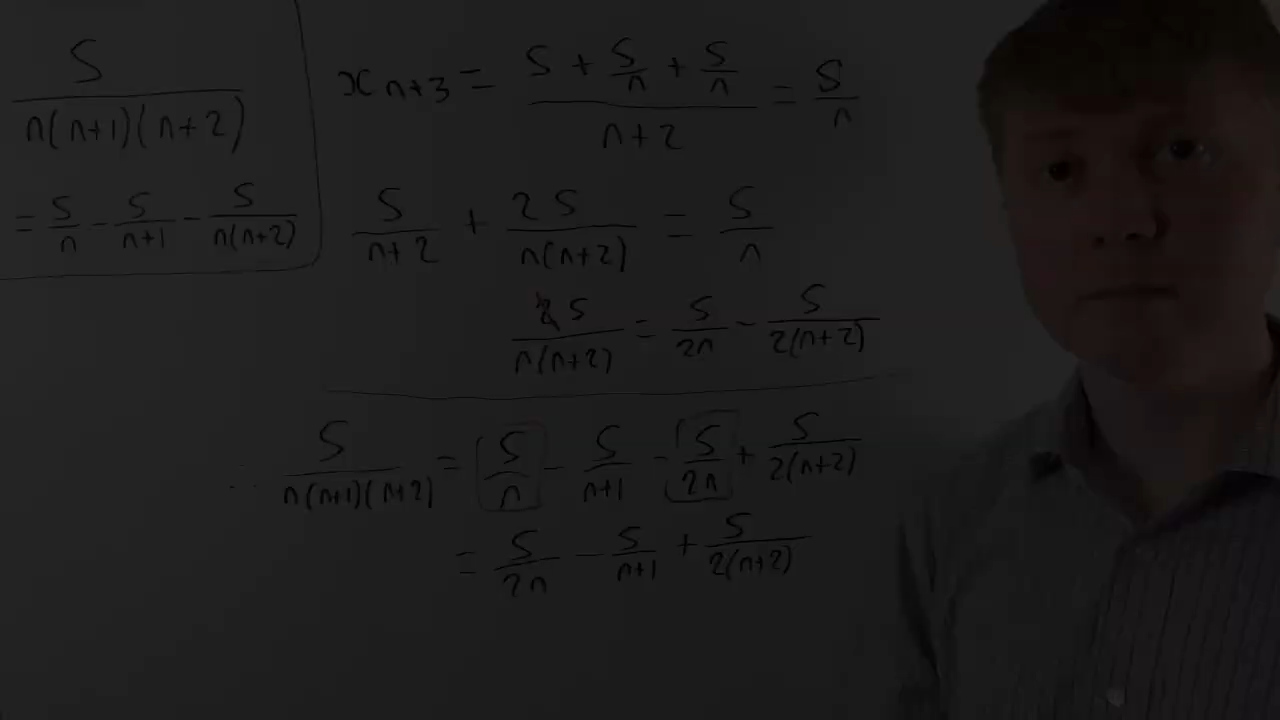 S/(n(n+1)(n+2))
= S/n - S/(n+1) - S/(n(n+2))
x_{n+3} = (S + S/n + S/n)/(n+2) = S/n
S/(n+2) + 2S/(n(n+2)) = S/n
S/(n(n+2)) = S/(2n) - S/(2(n+2))
∴ S/(n(n+1)(n+2)) = S/n - S/(n+1) - S/(2n) + S/(2(n+2))
= S/(2n) - S/(n+1) + S/(2(n+2))